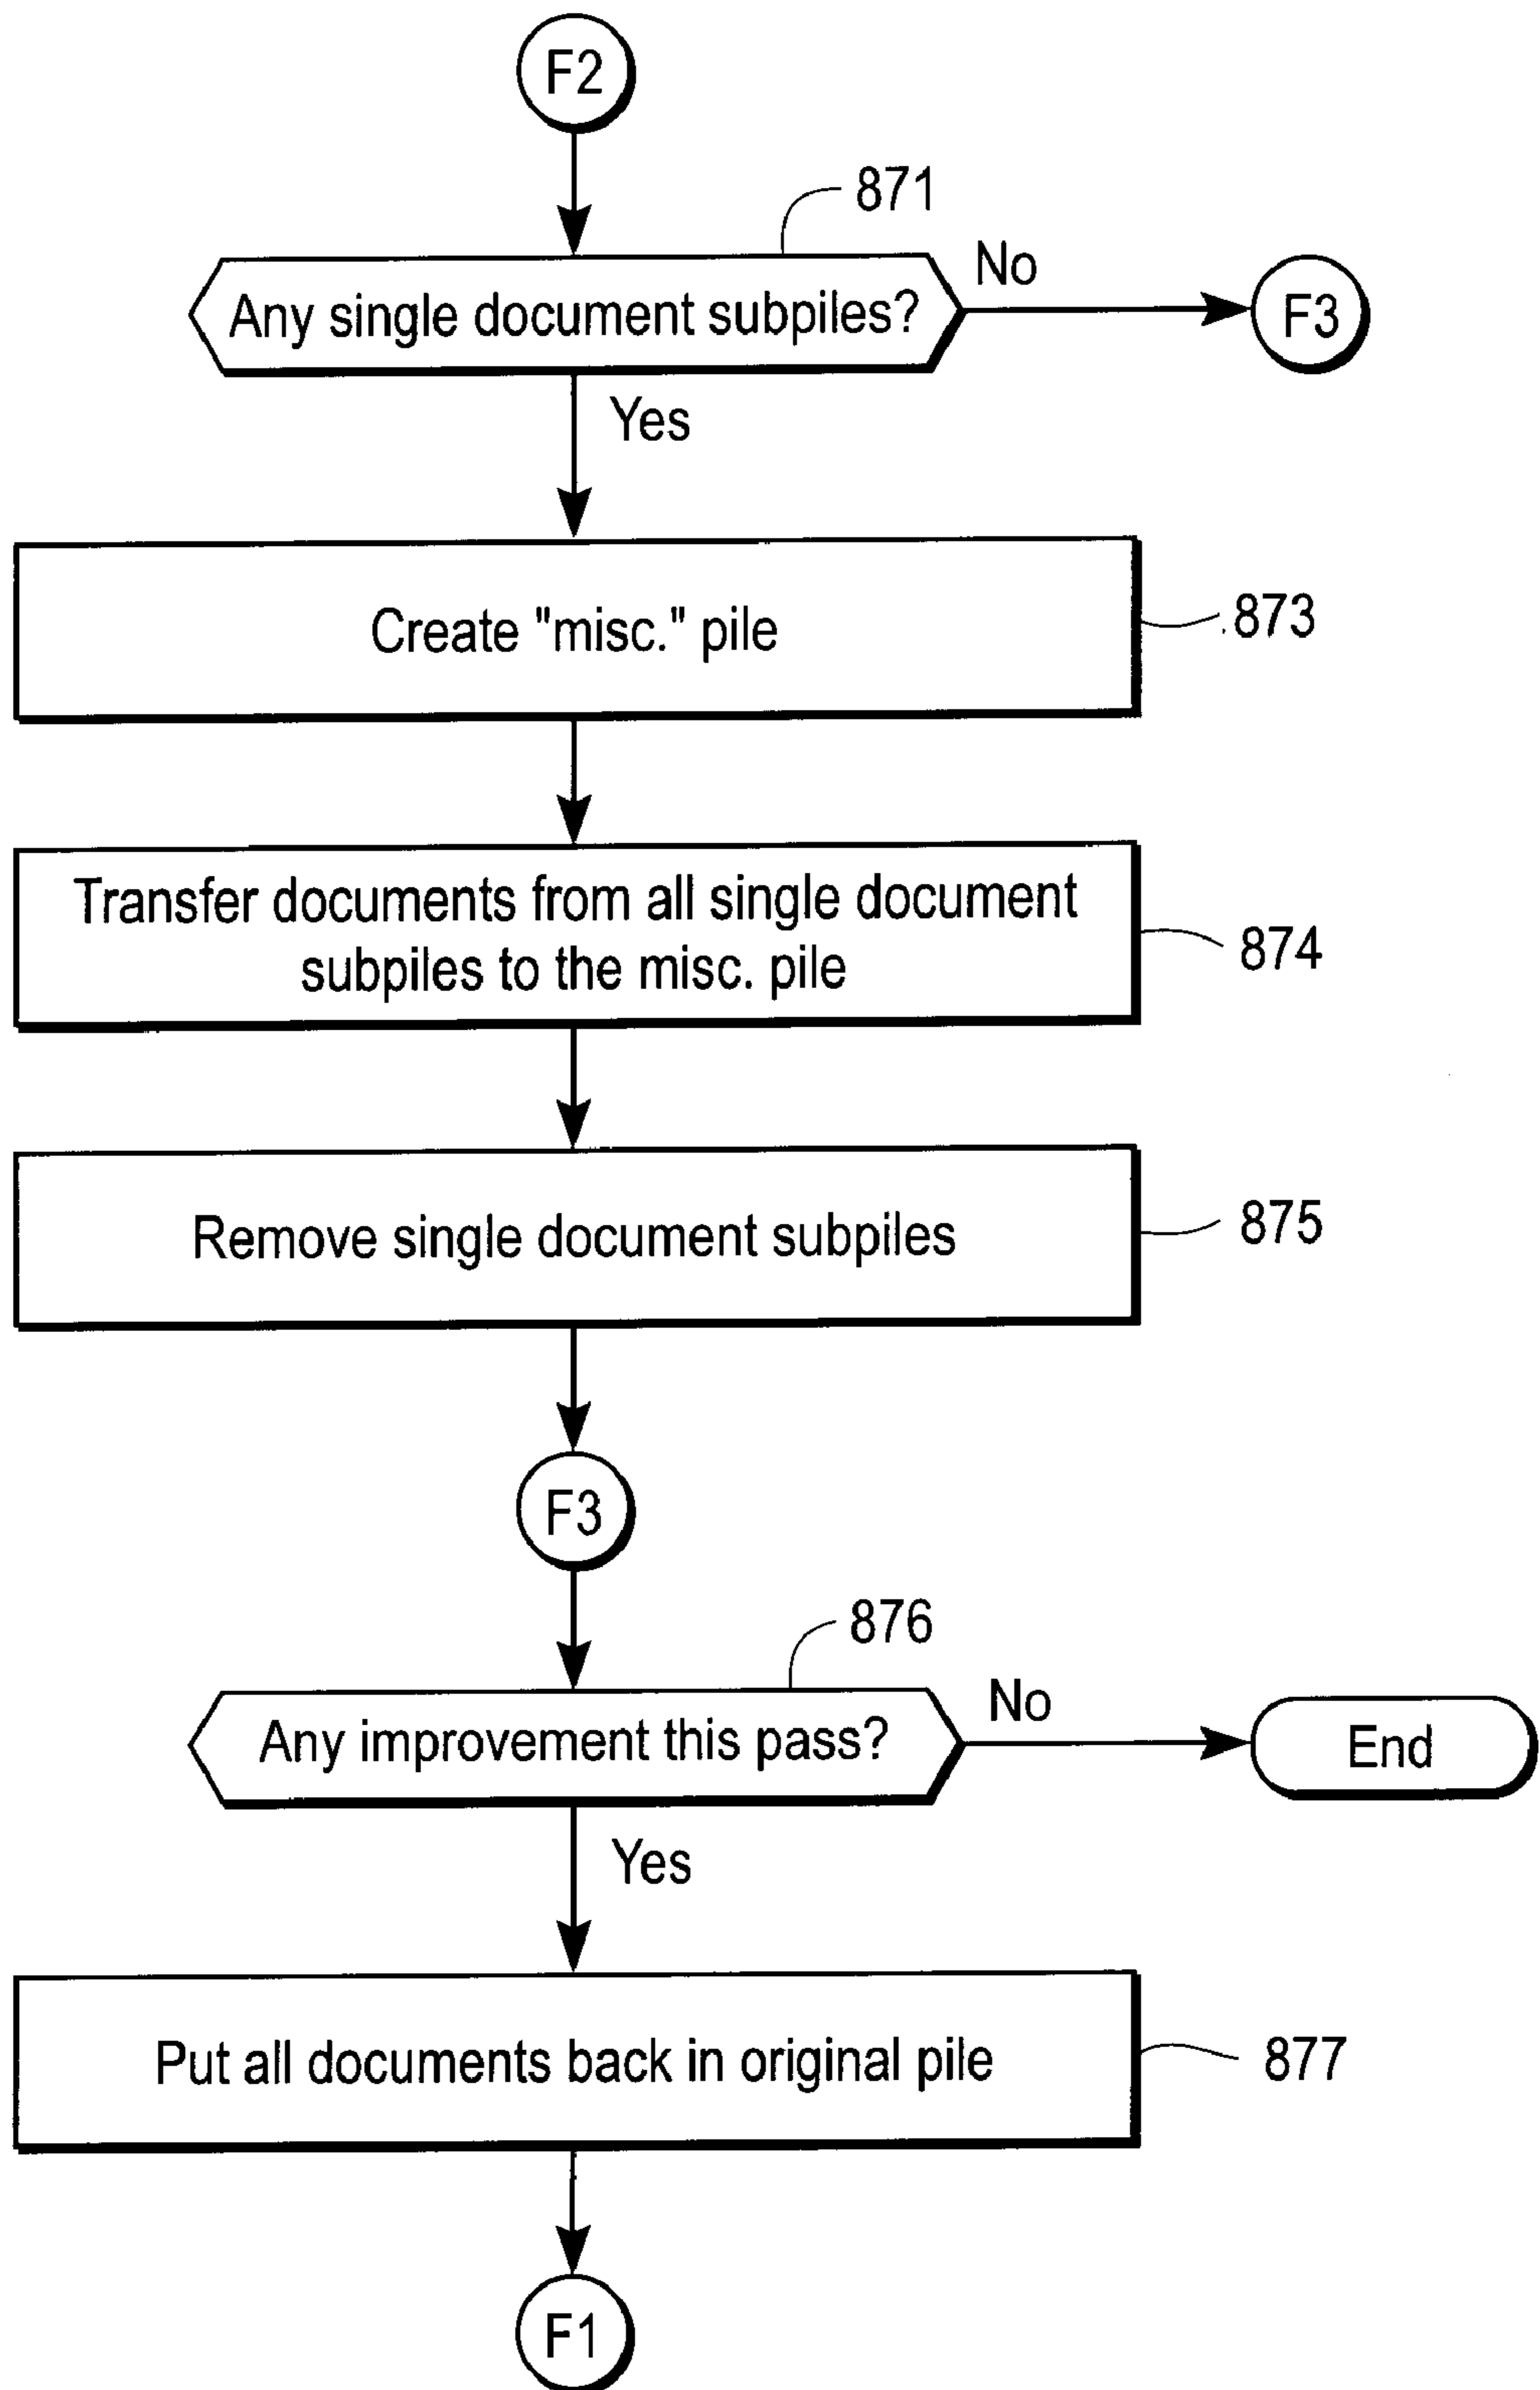 F2
871
Any single document subpiles?
No
F3
Yes
Create "misc." pile
873
Transfer documents from all single document
subpiles to the misc. pile
874
Remove single document subpiles
875
F3
876
Any improvement this pass?
No
End
Yes
Put all documents back in original pile
877
F1